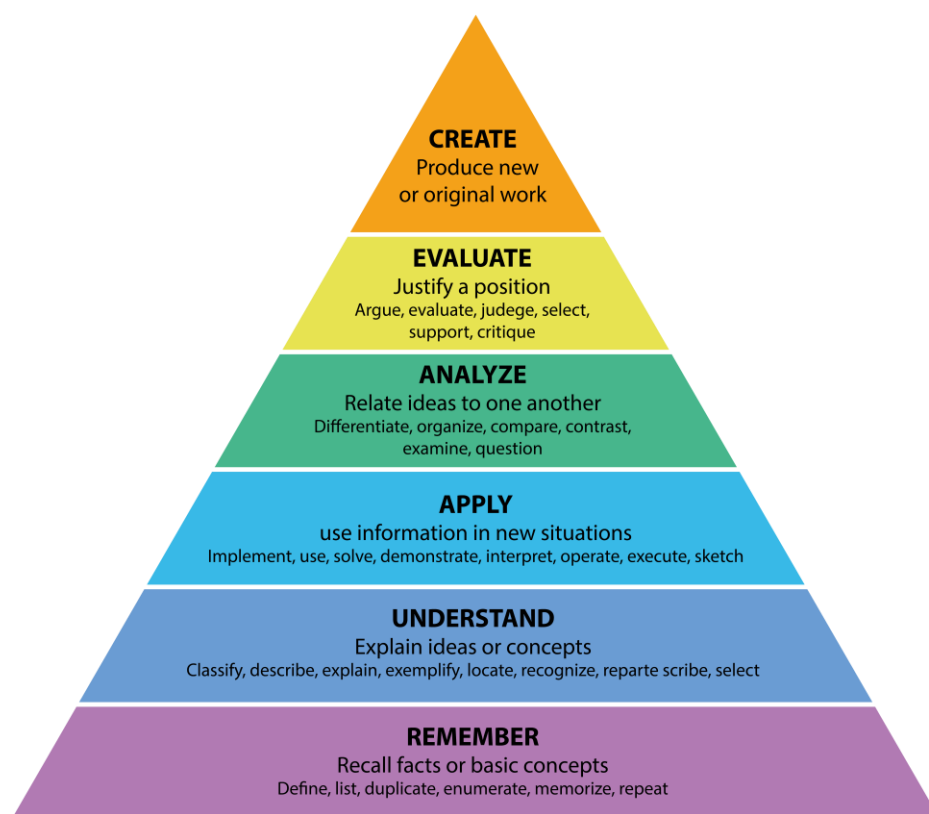 CREATE
Produce new
or original work
EVALUATE
Justify a position
Argue, evaluate, judege, select,
support, critique
ANALYZE
Relate ideas to one another
Differentiate, organize, compare, contrast,
examine, question
APPLY
use information in new situations
Implement, use, solve, demonstrate, interpret, operate, execute, sketch
UNDERSTAND
Explain ideas or concepts
Classify, describe, explain, exemplify, locate, recognize, reparte scribe, select
REMEMBER
Recall facts or basic concepts
Define, list, duplicate, enumerate, memorize, repeat